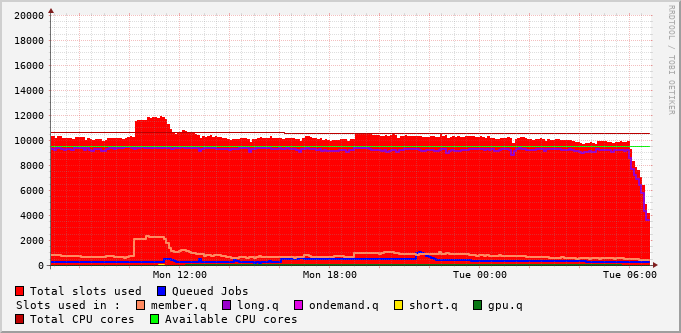 20000
18000
16000
14000
12000
10000
8000
6000
4000
2000
0
Mon 12:00 Mon 18:00 Tue 00:00 Tue 06:00
RRDTOOL / TOBI OETIKER
Total slots used Queued Jobs
Slots used in : member.q long.q ondemand.q short.q gpu.q
Total CPU cores Available CPU cores